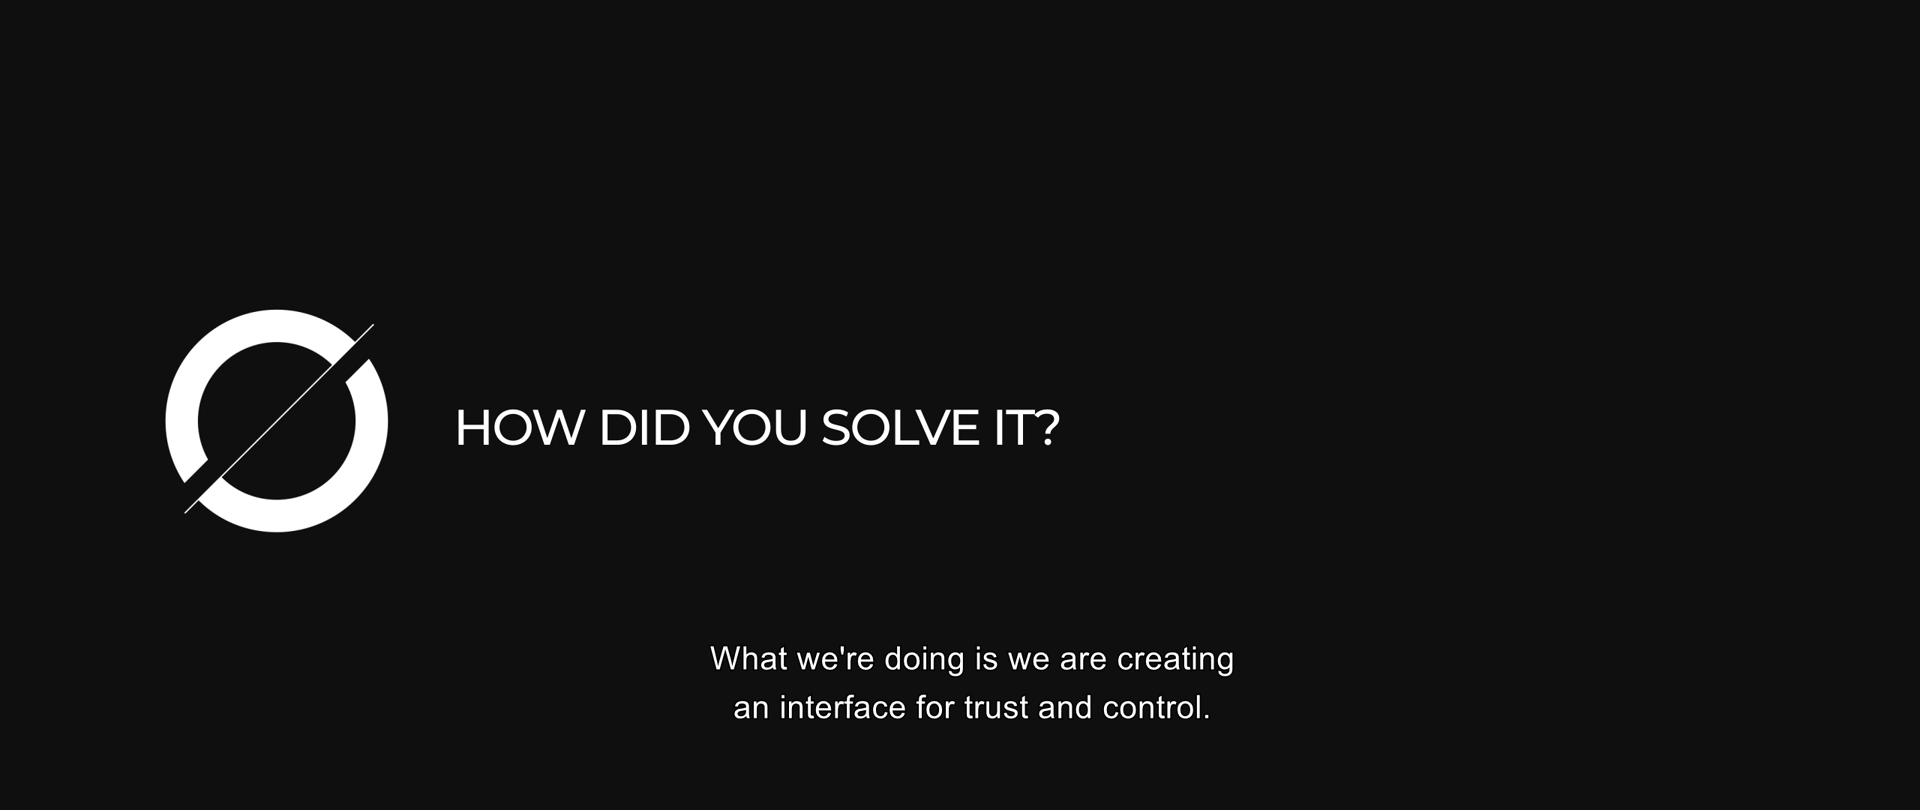 HOW DID YOU SOLVE IT?
What we're doing is we are creating
an interface for trust and control.